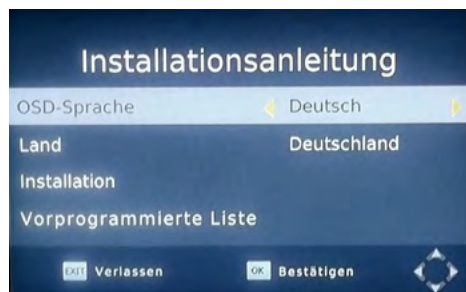 Installationsanleitung
OSD-Sprache Deutsch
Land Deutschland
Installation
Vorprogrammierte Liste
EXIT Verlassen OK Bestätigen